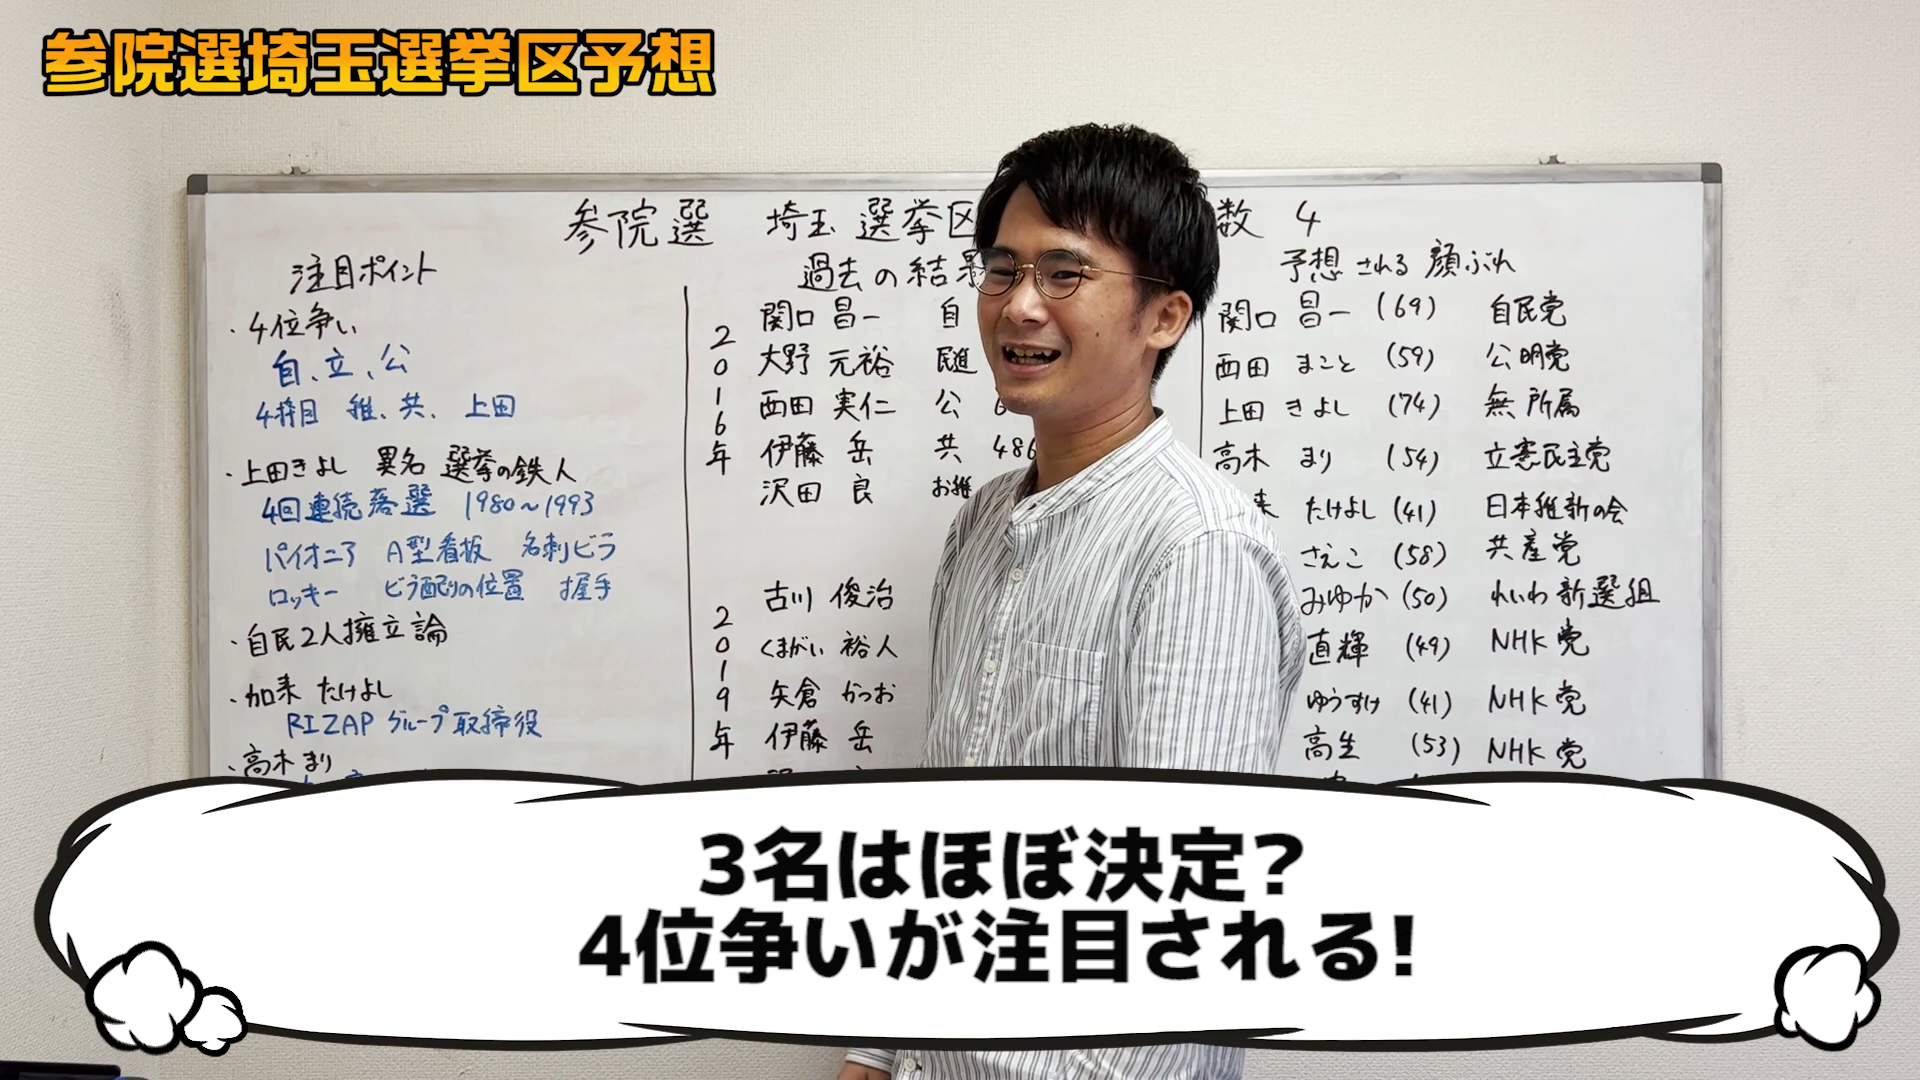 参院選埼玉選挙区予想
参院選 埼玉選挙区 数 4
注目ポイント
・4位争い
自、立、公
4番目 維、共、上田
・上田きよし 異名 選挙の鉄人
4回連続落選 1980~1993
パイオニア A型看板 名刺ビラ
ロッキー ビラ配りの位置 握手
・自民2人擁立論
・加来 たけよし
RIZAPグループ取締役
・高木まり
過去の結果
2016年
関口 昌一 自
大野 元裕 民進
西田 実仁 公 6
伊藤 岳 共 486
沢田 良 お維
2019年
古川 俊治
くまがい 裕人
矢倉 かつお
伊藤 岳
予想される顔ぶれ
関口 昌一 (69) 自民党
西田 まこと (59) 公明党
上田 きよし (74) 無所属
高木 まり (54) 立憲民主党
来 たけよし (41) 日本維新の会
さえこ (58) 共産党
みゆか (50) れいわ新選組
直輝 (49) NHK党
ゆうすけ (41) NHK党
高生 (53) NHK党
3名はほぼ決定?
4位争いが注目される!